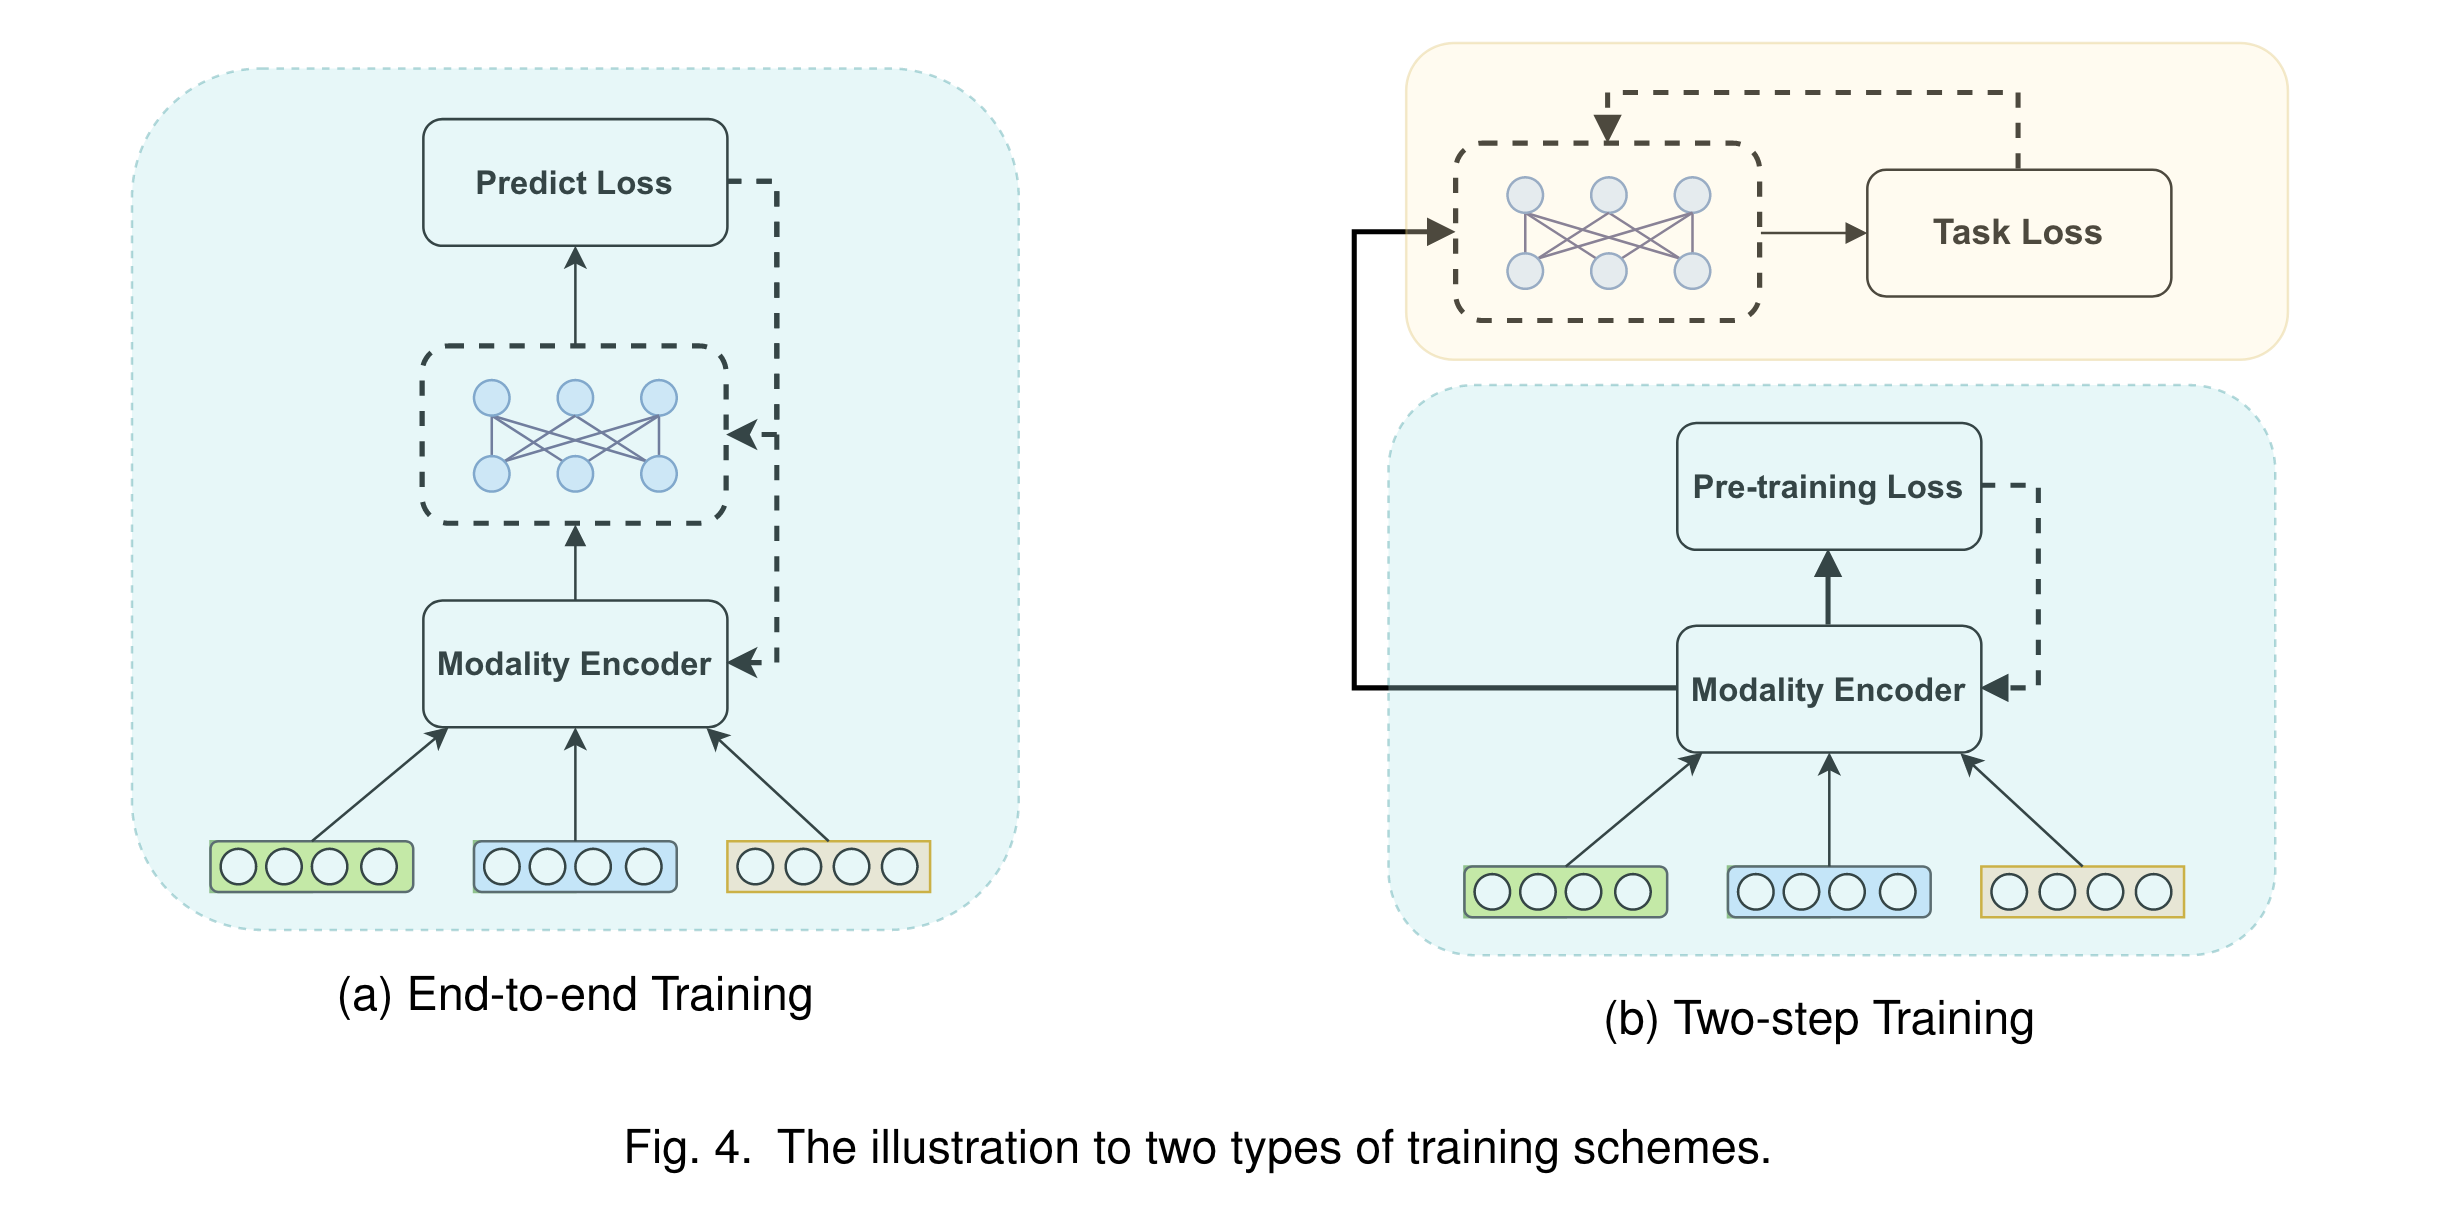 Predict Loss
Modality Encoder
(a) End-to-end Training
Task Loss
Pre-training Loss
Modality Encoder
(b) Two-step Training
Fig. 4. The illustration to two types of training schemes.